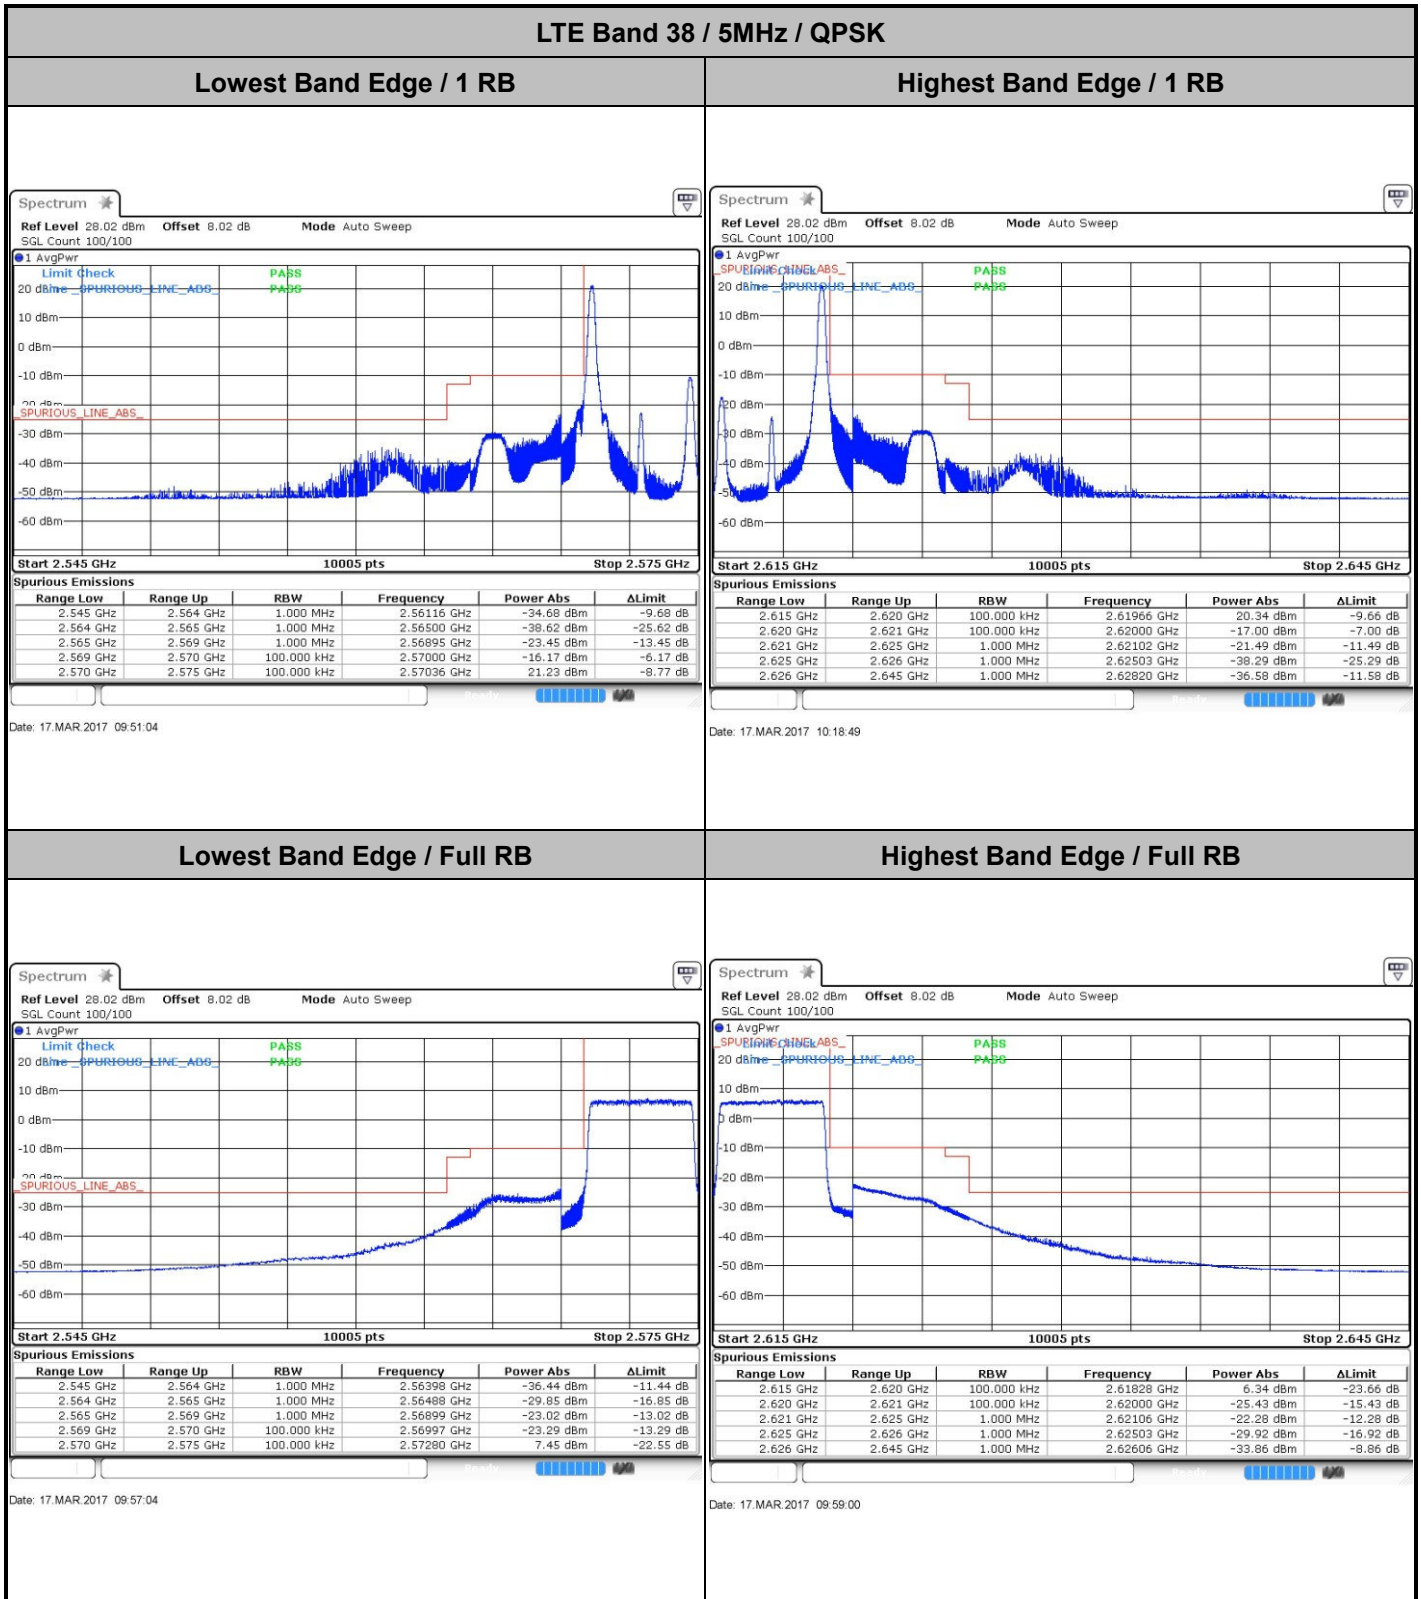 LTE Band 38 / 5MHz / QPSK
Lowest Band Edge / 1 RB
Highest Band Edge / 1 RB
Spectrum
Ref Level 28.02 dBm Offset 8.02 dB Mode Auto Sweep
SGL Count 100/100
1 AvgPwr
Limit Check PASS
20 dBm
Line _SPURIOUS_LINE_ABS_ PASS
10 dBm
0 dBm
-10 dBm
-20 dBm
_SPURIOUS_LINE_ABS_
-30 dBm
-40 dBm
-50 dBm
-60 dBm
Start 2.545 GHz 10005 pts Stop 2.575 GHz
Spurious Emissions
Range Low Range Up RBW Frequency Power Abs ΔLimit
2.545 GHz 2.564 GHz 1.000 MHz 2.56116 GHz -34.68 dBm -9.68 dB
2.564 GHz 2.565 GHz 1.000 MHz 2.56500 GHz -38.62 dBm -25.62 dB
2.565 GHz 2.569 GHz 1.000 MHz 2.56895 GHz -23.45 dBm -13.45 dB
2.569 GHz 2.570 GHz 100.000 kHz 2.57000 GHz -16.17 dBm -6.17 dB
2.570 GHz 2.575 GHz 100.000 kHz 2.57036 GHz 21.23 dBm -8.77 dB
Ready
Date: 17.MAR.2017 09:51:04
Spectrum
Ref Level 28.02 dBm Offset 8.02 dB Mode Auto Sweep
SGL Count 100/100
1 AvgPwr
_SPURIOUS_LINE_ABS_
Limit Check PASS
20 dBm
Line _SPURIOUS_LINE_ABS_ PASS
10 dBm
0 dBm
-10 dBm
-20 dBm
-30 dBm
-40 dBm
-50
-60 dBm
Start 2.615 GHz 10005 pts Stop 2.645 GHz
Spurious Emissions
Range Low Range Up RBW Frequency Power Abs ΔLimit
2.615 GHz 2.620 GHz 100.000 kHz 2.61966 GHz 20.34 dBm -9.66 dB
2.620 GHz 2.621 GHz 100.000 kHz 2.62000 GHz -17.00 dBm -7.00 dB
2.621 GHz 2.625 GHz 1.000 MHz 2.62102 GHz -21.49 dBm -11.49 dB
2.625 GHz 2.626 GHz 1.000 MHz 2.62503 GHz -38.29 dBm -25.29 dB
2.626 GHz 2.645 GHz 1.000 MHz 2.62820 GHz -36.58 dBm -11.58 dB
Ready
Date: 17.MAR.2017 10:18:49
Lowest Band Edge / Full RB
Highest Band Edge / Full RB
Spectrum
Ref Level 28.02 dBm Offset 8.02 dB Mode Auto Sweep
SGL Count 100/100
1 AvgPwr
Limit Check PASS
20 dBm
Line _SPURIOUS_LINE_ABS_ PASS
10 dBm
0 dBm
-10 dBm
-20 dBm
_SPURIOUS_LINE_ABS_
-30 dBm
-40 dBm
-50 dBm
-60 dBm
Start 2.545 GHz 10005 pts Stop 2.575 GHz
Spurious Emissions
Range Low Range Up RBW Frequency Power Abs ΔLimit
2.545 GHz 2.564 GHz 1.000 MHz 2.56398 GHz -36.44 dBm -11.44 dB
2.564 GHz 2.565 GHz 1.000 MHz 2.56488 GHz -29.85 dBm -16.85 dB
2.565 GHz 2.569 GHz 1.000 MHz 2.56899 GHz -23.02 dBm -13.02 dB
2.569 GHz 2.570 GHz 100.000 kHz 2.56997 GHz -23.29 dBm -13.29 dB
2.570 GHz 2.575 GHz 100.000 kHz 2.57280 GHz 7.45 dBm -22.55 dB
Ready
Date: 17.MAR.2017 09:57:04
Spectrum
Ref Level 28.02 dBm Offset 8.02 dB Mode Auto Sweep
SGL Count 100/100
1 AvgPwr
_SPURIOUS_LINE_ABS_
Limit Check PASS
20 dBm
Line _SPURIOUS_LINE_ABS_ PASS
10 dBm
0 dBm
-10 dBm
-20 dBm
-30 dBm
-40 dBm
-50 dBm
-60 dBm
Start 2.615 GHz 10005 pts Stop 2.645 GHz
Spurious Emissions
Range Low Range Up RBW Frequency Power Abs ΔLimit
2.615 GHz 2.620 GHz 100.000 kHz 2.61828 GHz 6.34 dBm -23.66 dB
2.620 GHz 2.621 GHz 100.000 kHz 2.62000 GHz -25.43 dBm -15.43 dB
2.621 GHz 2.625 GHz 1.000 MHz 2.62106 GHz -22.28 dBm -12.28 dB
2.625 GHz 2.626 GHz 1.000 MHz 2.62503 GHz -29.92 dBm -16.92 dB
2.626 GHz 2.645 GHz 1.000 MHz 2.62606 GHz -33.86 dBm -8.86 dB
Ready
Date: 17.MAR.2017 09:59:00